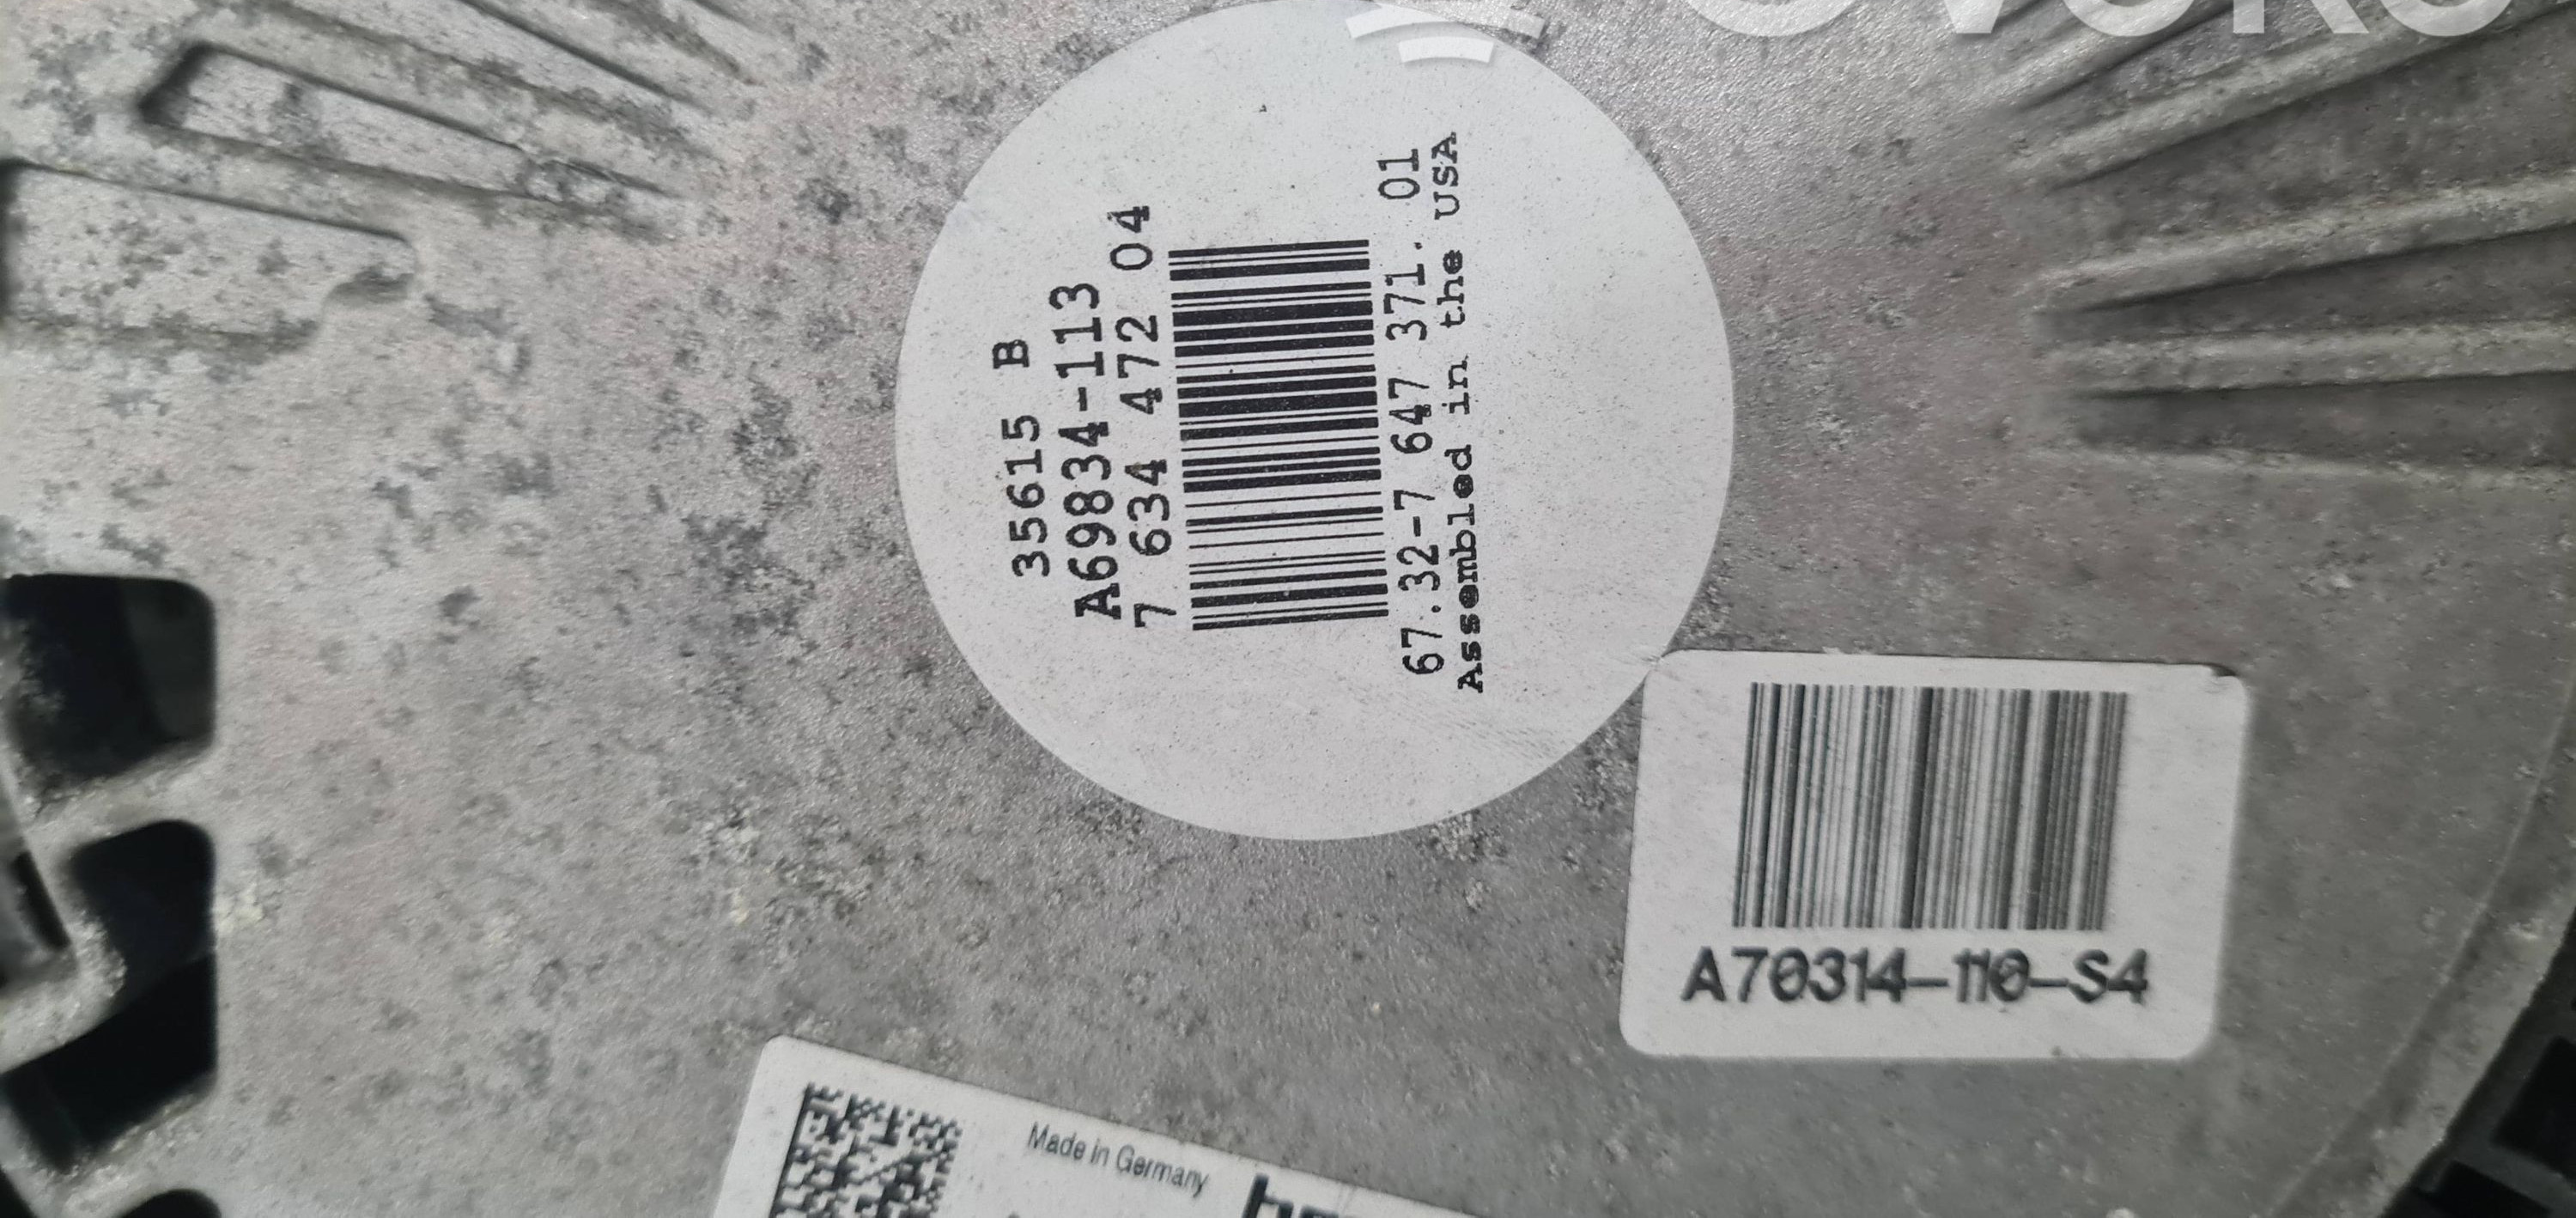 35615 B
A69834-113
7 634 472 04
67.32-7 647 371. 01
Assembled in the USA
A70314-110-S4
Made in Germany